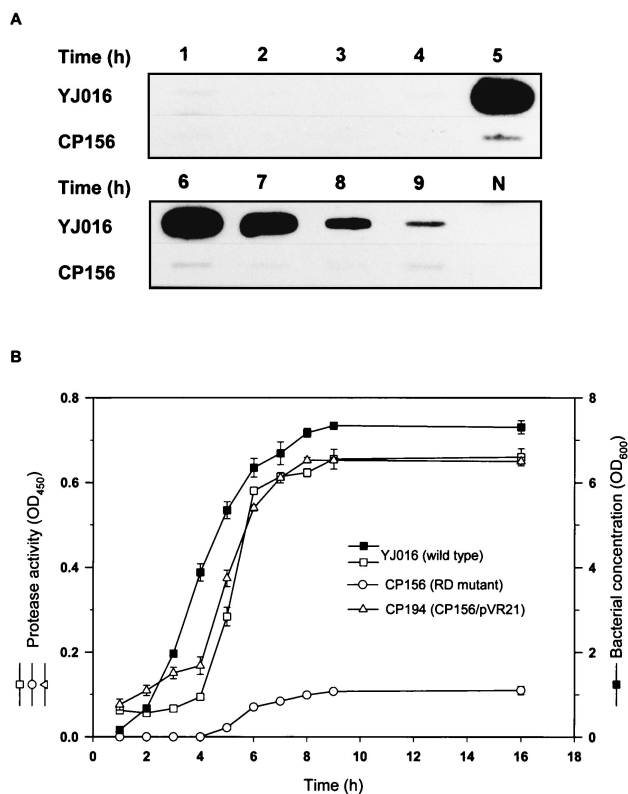 A
Time (h) 1 2 3 4 5
YJ016
CP156
Time (h) 6 7 8 9 N
YJ016
CP156
B
0.8
0.6
0.4
0.2
0.0
Protease activity (OD450)
8
6
4
2
0
Bacterial concentration (OD600)
YJ016 (wild type)
CP156 (RD mutant)
CP194 (CP156/pVR21)
0 2 4 6 8 10 12 14 16 18
Time (h)